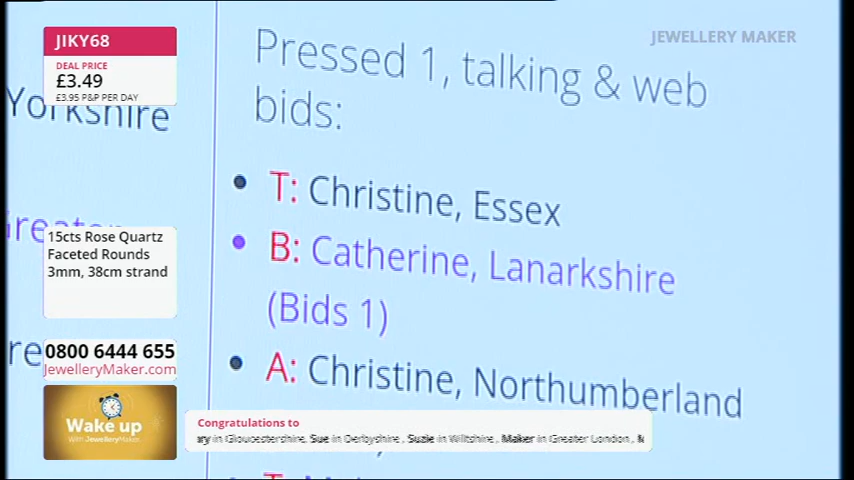 JIKY68
DEAL PRICE
£3.49
£3.95 P&P PER DAY
JEWELLERY MAKER
Yorkshire
Pressed 1, talking & web
bids:
T: Christine, Essex
B: Catherine, Lanarkshire
(Bids 1)
A: Christine, Northumberland
15cts Rose Quartz
Faceted Rounds
3mm, 38cm strand
0800 6444 655
JewelleryMaker.com
Wake up
With JewelleryMaker
Congratulations to
in Gloucestershire, Sue in Derbyshire, Suzie in Wiltshire, Maker in Greater London,